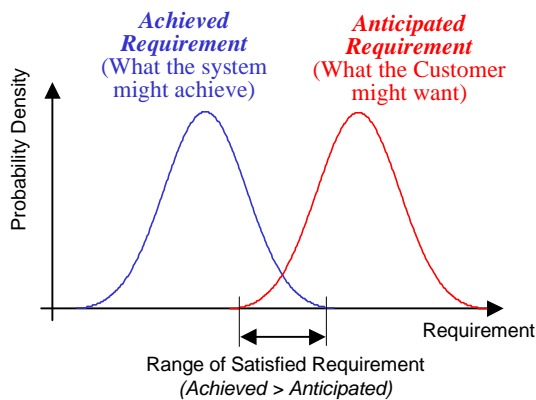 Achieved
Requirement
(What the system
might achieve)
Anticipated
Requirement
(What the Customer
might want)
Probability Density
Requirement
Range of Satisfied Requirement
(Achieved > Anticipated)